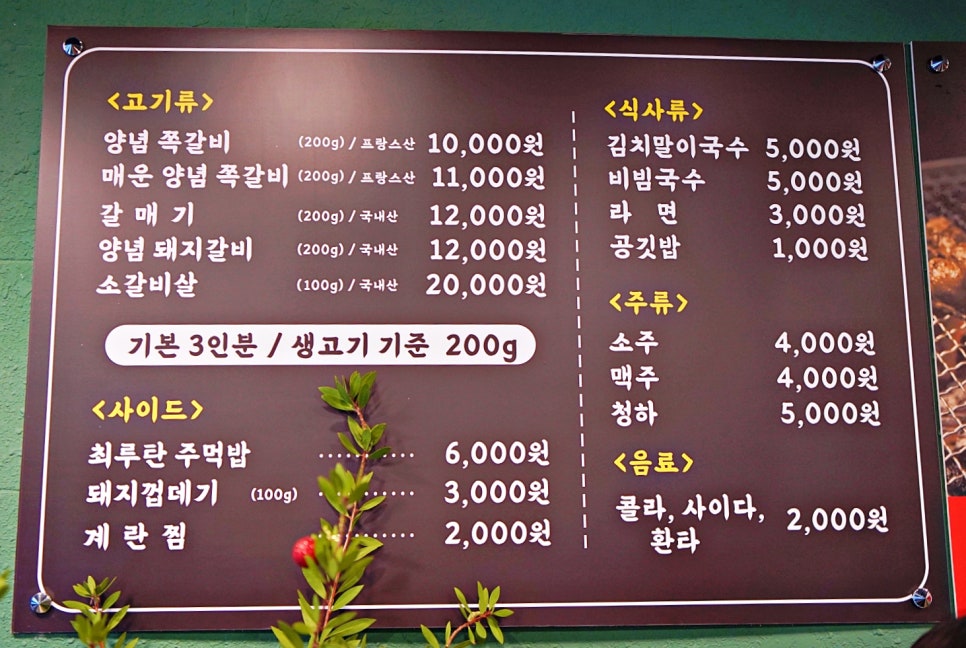 <고기류>
양념 쪽갈비 (200g) / 프랑스산 10,000원
매운 양념 쪽갈비 (200g) / 프랑스산 11,000원
갈 매 기 (200g) / 국내산 12,000원
양념 돼지갈비 (200g) / 국내산 12,000원
소갈비살 (100g) / 국내산 20,000원
기본 3인분 / 생고기 기준 200g
<사이드>
최루탄 주먹밥 6,000원
돼지껍데기 (100g) 3,000원
계 란 찜 2,000원
<식사류>
김치말이국수 5,000원
비빔국수 5,000원
라 면 3,000원
공깃밥 1,000원
<주류>
소주 4,000원
맥주 4,000원
청하 5,000원
<음료>
콜라, 사이다, 2,000원
환타